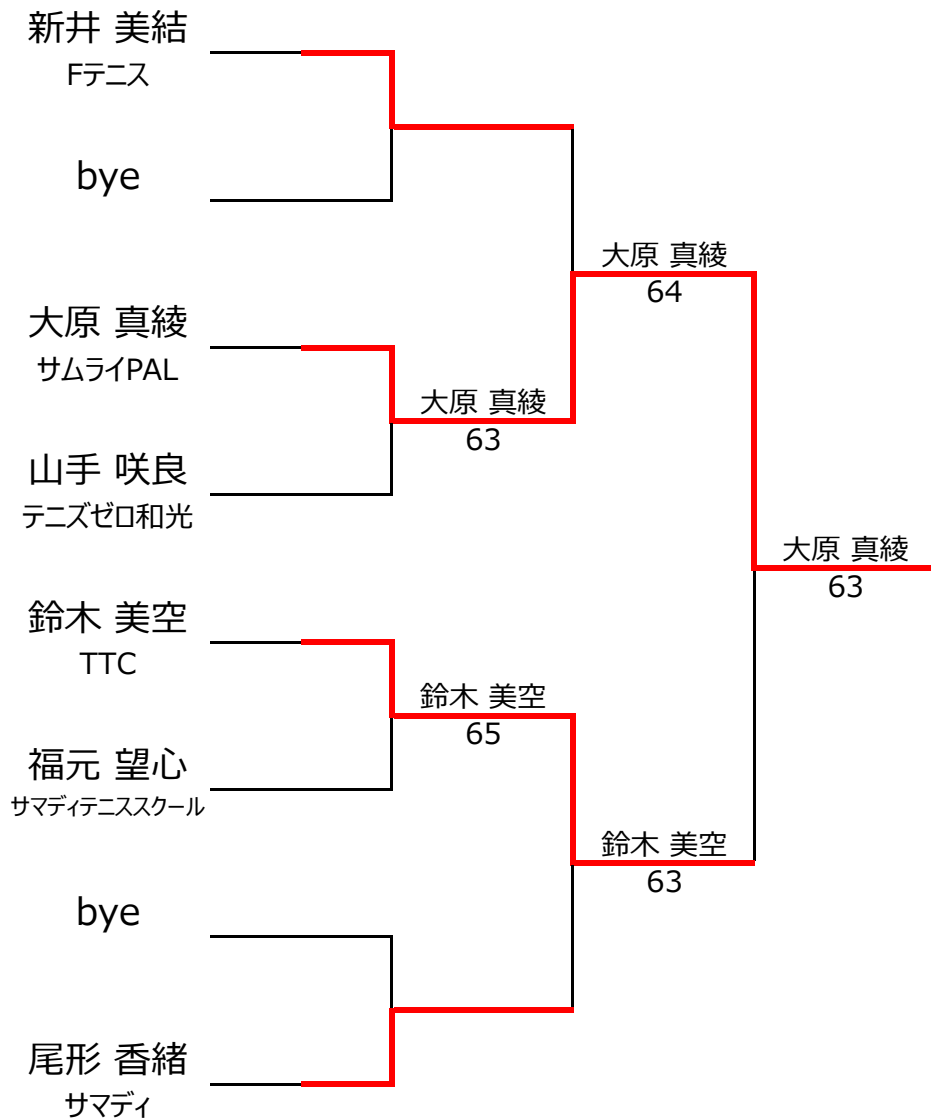 新井 美結
Fテニス
bye
大原 真綾
サムライPAL
山手 咲良
テニズゼロ和光
鈴木 美空
TTC
福元 望心
サマディテニススクール
bye
尾形 香緒
サマディ
大原 真綾
63
鈴木 美空
65
大原 真綾
64
鈴木 美空
63
大原 真綾
63